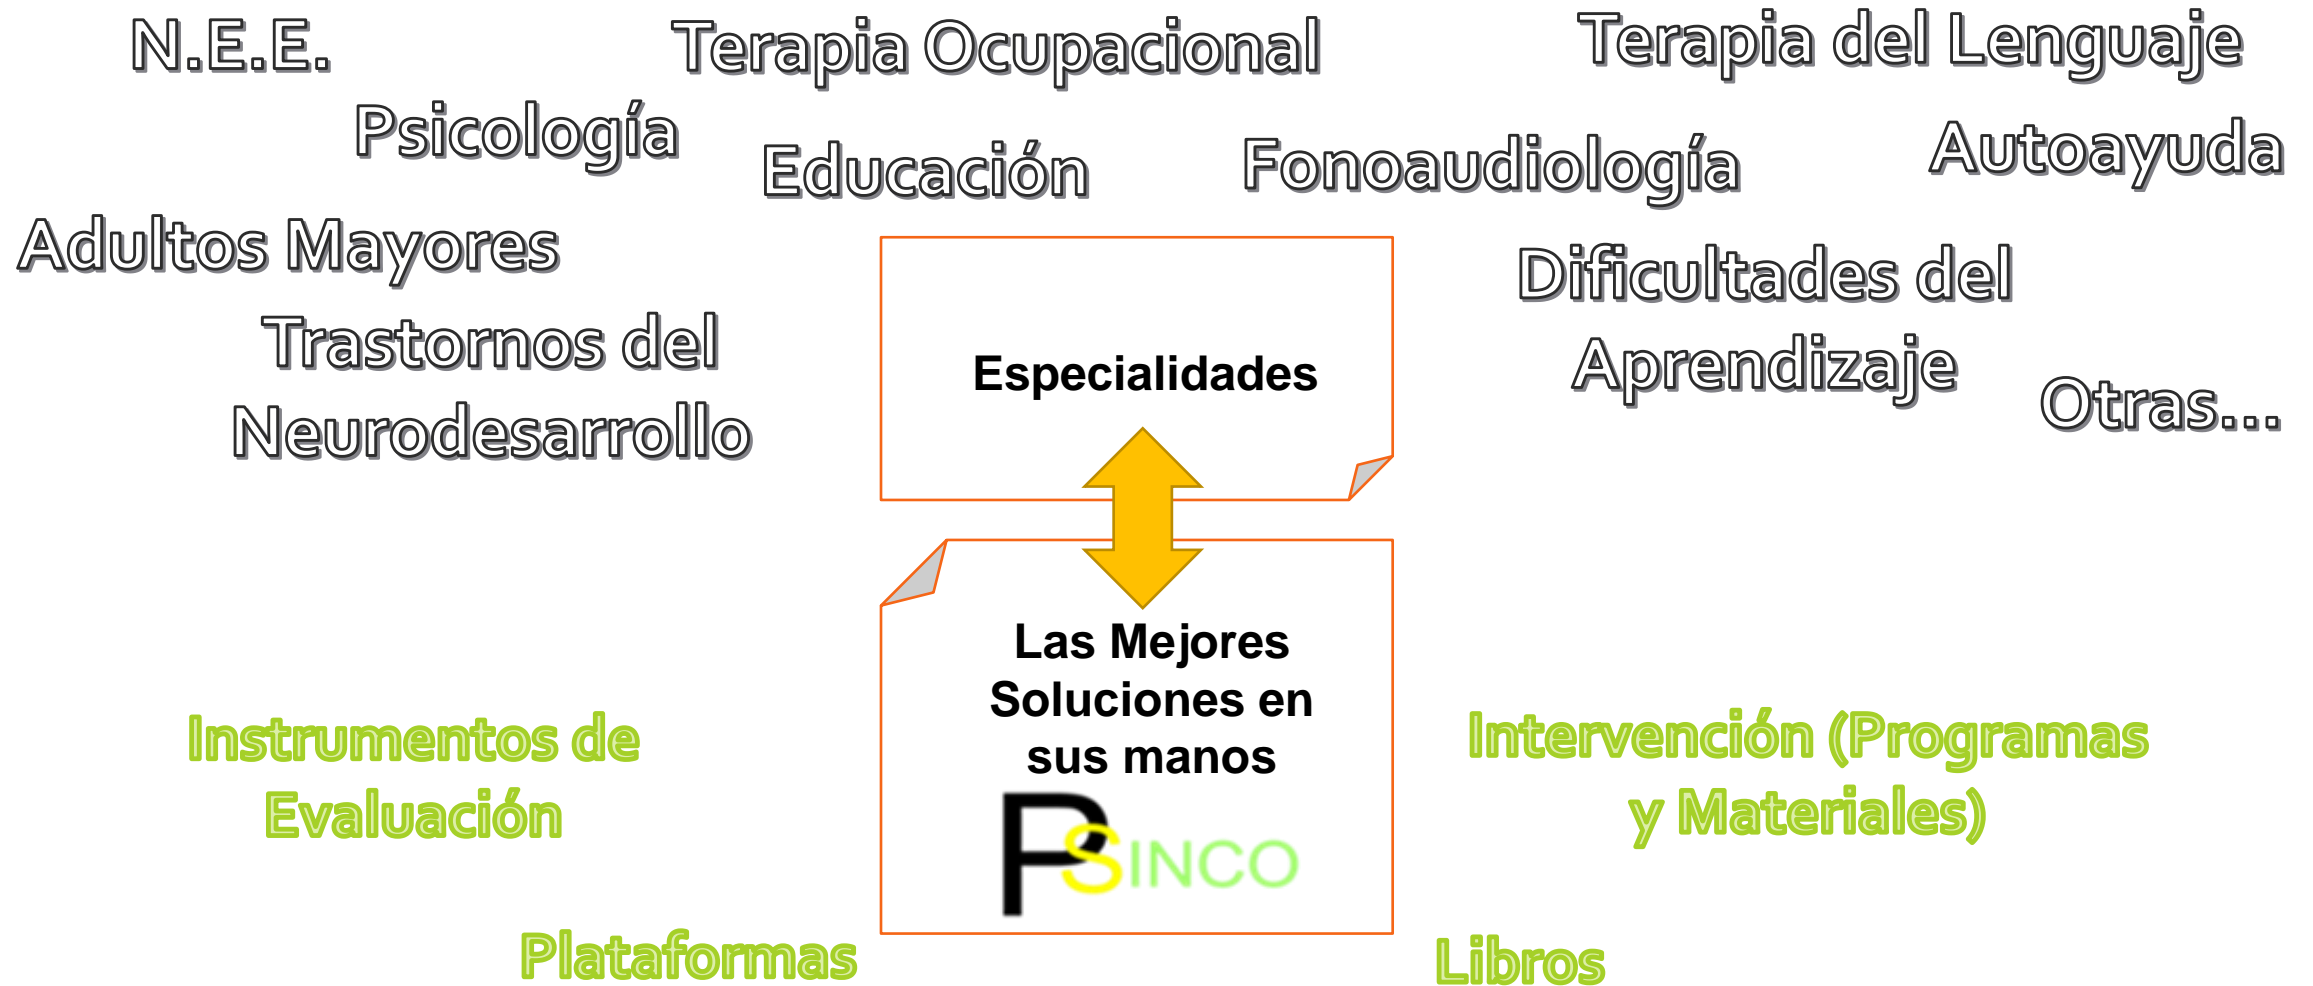 N.E.E.
Terapia Ocupacional
Terapia del Lenguaje
Psicología
Educación
Fonoaudiología
Autoayuda
Adultos Mayores
Dificultades del
Aprendizaje
Trastornos del
Neurodesarrollo
Otras...
Especialidades
Las Mejores
Soluciones en
sus manos
PSINCO
Instrumentos de
Evaluación
Intervención (Programas
y Materiales)
Plataformas
Libros